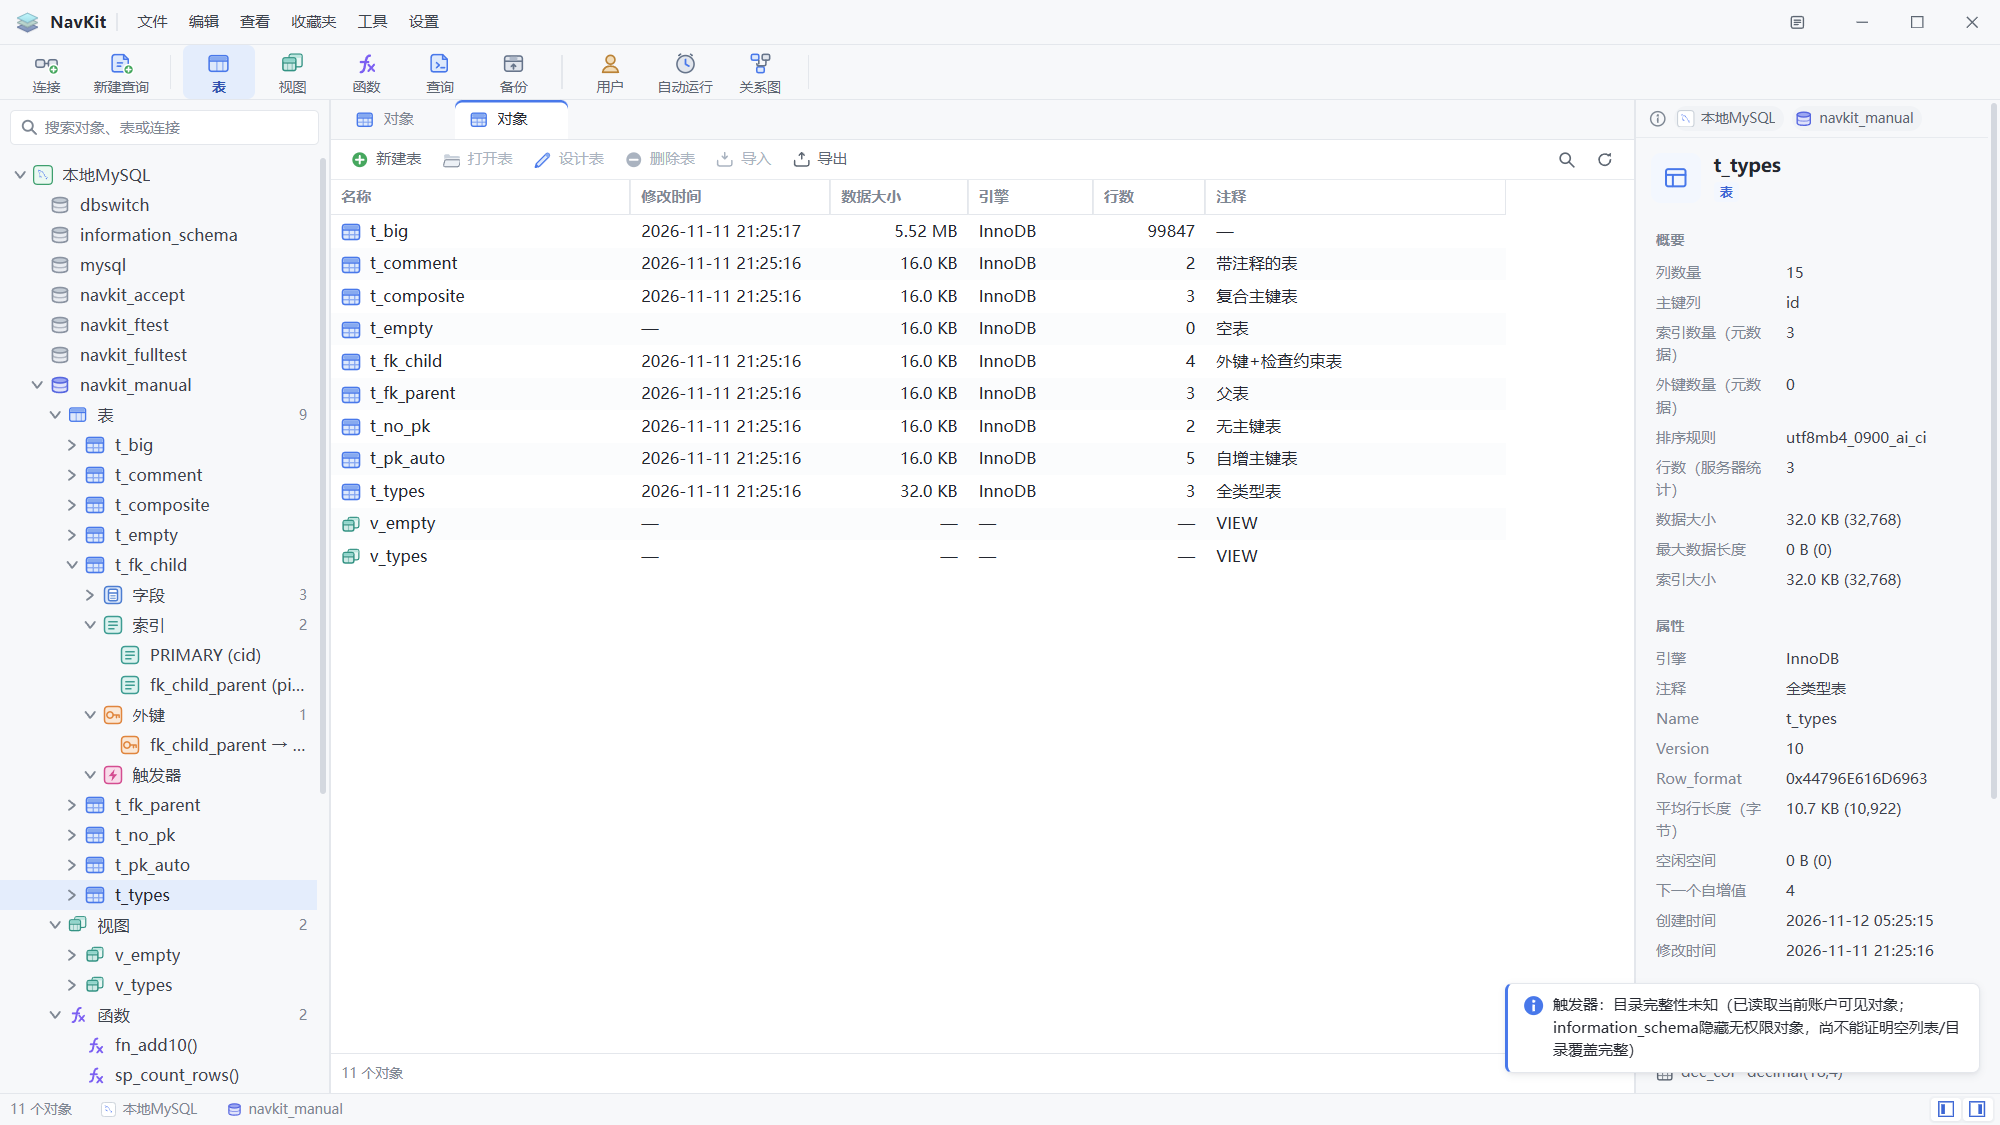 NavKit 文件 编辑 查看 收藏夹 工具 设置
连接 新建查询 表 视图 函数 查询 备份 用户 自动运行 关系图
搜索对象、表或连接
本地MySQL
dbswitch
information_schema
mysql
navkit_accept
navkit_ftest
navkit_fulltest
navkit_manual
表 9
t_big
t_comment
t_composite
t_empty
t_fk_child
字段 3
索引 2
PRIMARY (cid)
fk_child_parent (pi...
外键 1
fk_child_parent → ...
触发器
t_fk_parent
t_no_pk
t_pk_auto
t_types
视图 2
v_empty
v_types
函数 2
fn_add10()
sp_count_rows()
对象 对象
新建表 打开表 设计表 删除表 导入 导出
名称 修改时间 数据大小 引擎 行数 注释
t_big 2026-11-11 21:25:17 5.52 MB InnoDB 99847 —
t_comment 2026-11-11 21:25:16 16.0 KB InnoDB 2 带注释的表
t_composite 2026-11-11 21:25:16 16.0 KB InnoDB 3 复合主键表
t_empty — 16.0 KB InnoDB 0 空表
t_fk_child 2026-11-11 21:25:16 16.0 KB InnoDB 4 外键+检查约束表
t_fk_parent 2026-11-11 21:25:16 16.0 KB InnoDB 3 父表
t_no_pk 2026-11-11 21:25:16 16.0 KB InnoDB 2 无主键表
t_pk_auto 2026-11-11 21:25:16 16.0 KB InnoDB 5 自增主键表
t_types 2026-11-11 21:25:16 32.0 KB InnoDB 3 全类型表
v_empty — — — — VIEW
v_types — — — — VIEW
11 个对象
本地MySQL navkit_manual
t_types
表
概要
列数量 15
主键列 id
索引数量（元数 3
据）
外键数量（元数 0
据）
排序规则 utf8mb4_0900_ai_ci
行数（服务器统 3
计）
数据大小 32.0 KB (32,768)
最大数据长度 0 B (0)
索引大小 32.0 KB (32,768)
属性
引擎 InnoDB
注释 全类型表
Name t_types
Version 10
Row_format 0x44796E616D6963
平均行长度（字 10.7 KB (10,922)
节）
空闲空间 0 B (0)
下一个自增值 4
创建时间 2026-11-12 05:25:15
修改时间 2026-11-11 21:25:16
触发器：目录完整性未知（已读取当前账户可见对象；
information_schema隐藏无权限对象，尚不能证明空列表/目
录覆盖完整）
11 个对象 本地MySQL navkit_manual